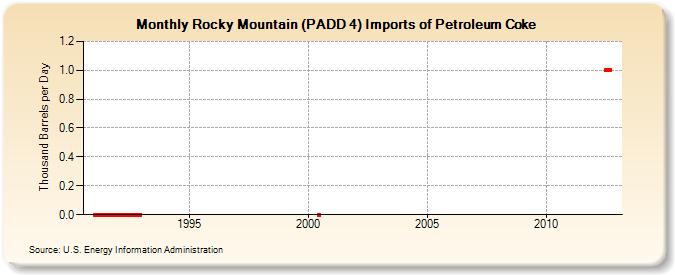 Monthly Rocky Mountain (PADD 4) Imports of Petroleum Coke
Thousand Barrels per Day
1.2
1.0
0.8
0.6
0.4
0.2
0.0
1995 2000 2005 2010
Source: U.S. Energy Information Administration